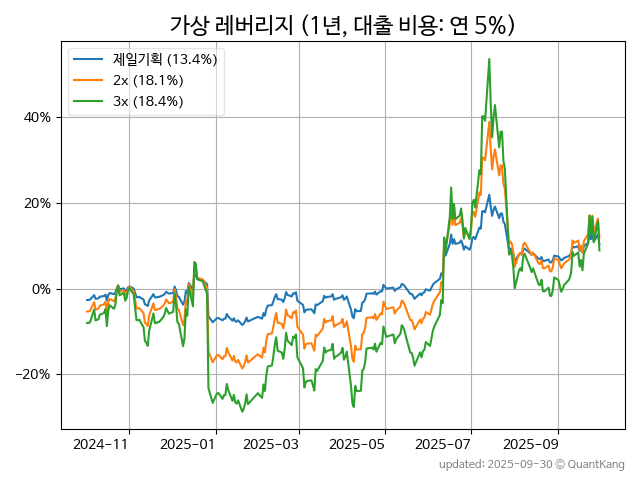 가상 레버리지 (1년, 대출 비용: 연 5%)
제일기획 (13.4%)
2x (18.1%)
3x (18.4%)
40%
20%
0%
−20%
2024-11 2025-01 2025-03 2025-05 2025-07 2025-09
updated: 2025-09-30 © QuantKang